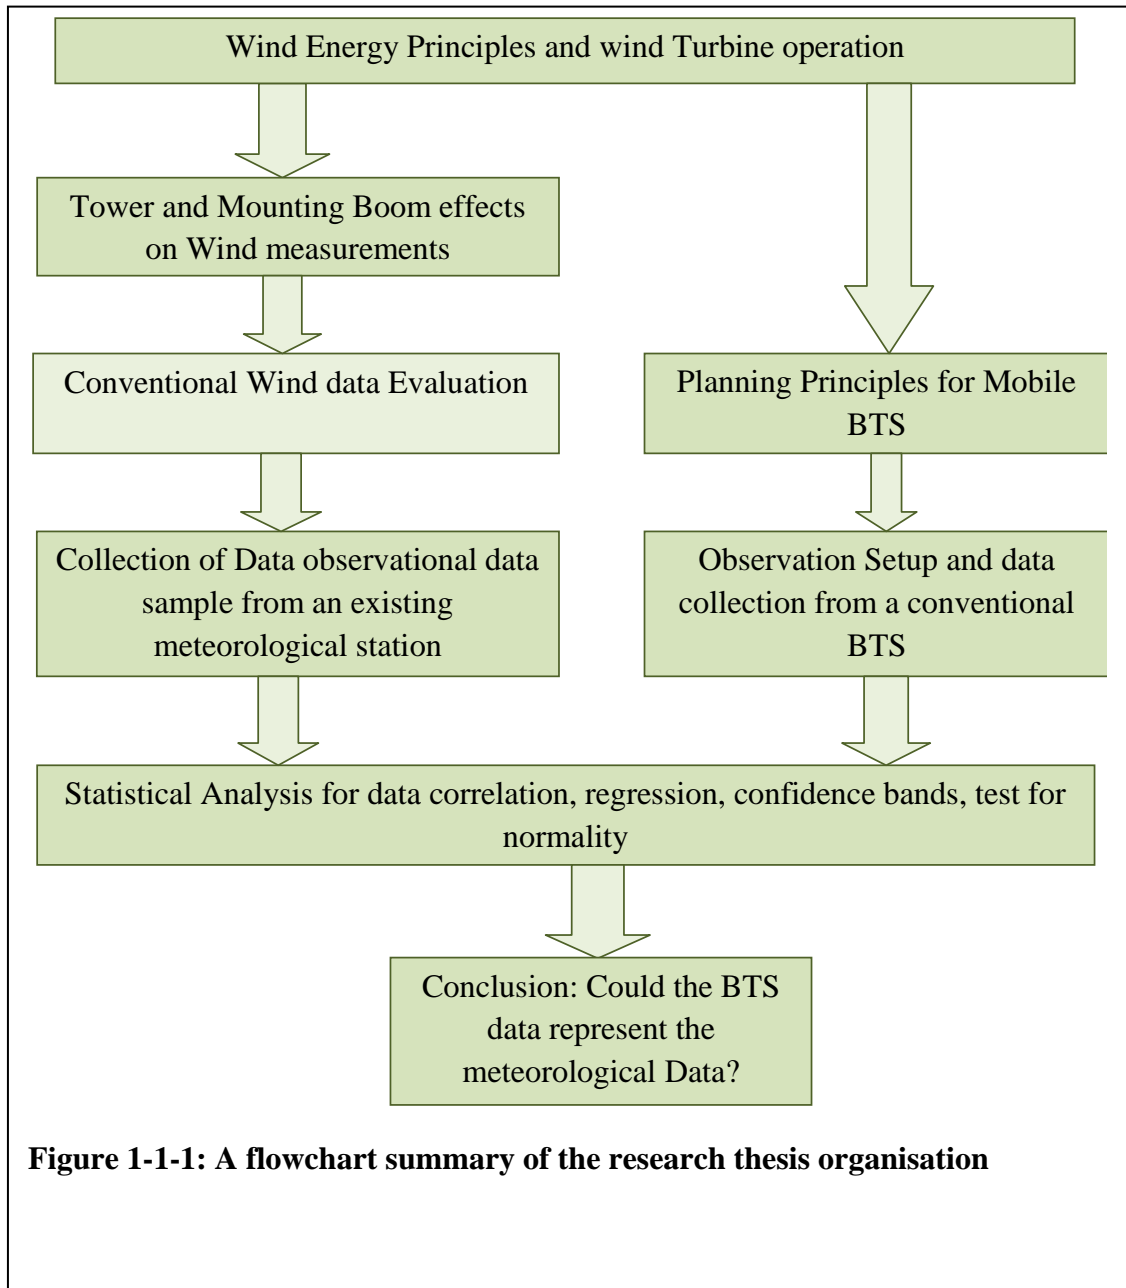 Wind Energy Principles and wind Turbine operation
Tower and Mounting Boom effects
on Wind measurements
Conventional Wind data Evaluation
Planning Principles for Mobile
BTS
Collection of Data observational data
sample from an existing
meteorological station
Observation Setup and data
collection from a conventional
BTS
Statistical Analysis for data correlation, regression, confidence bands, test for
normality
Conclusion: Could the BTS
data represent the
meteorological Data?
Figure 1-1-1: A flowchart summary of the research thesis organisation